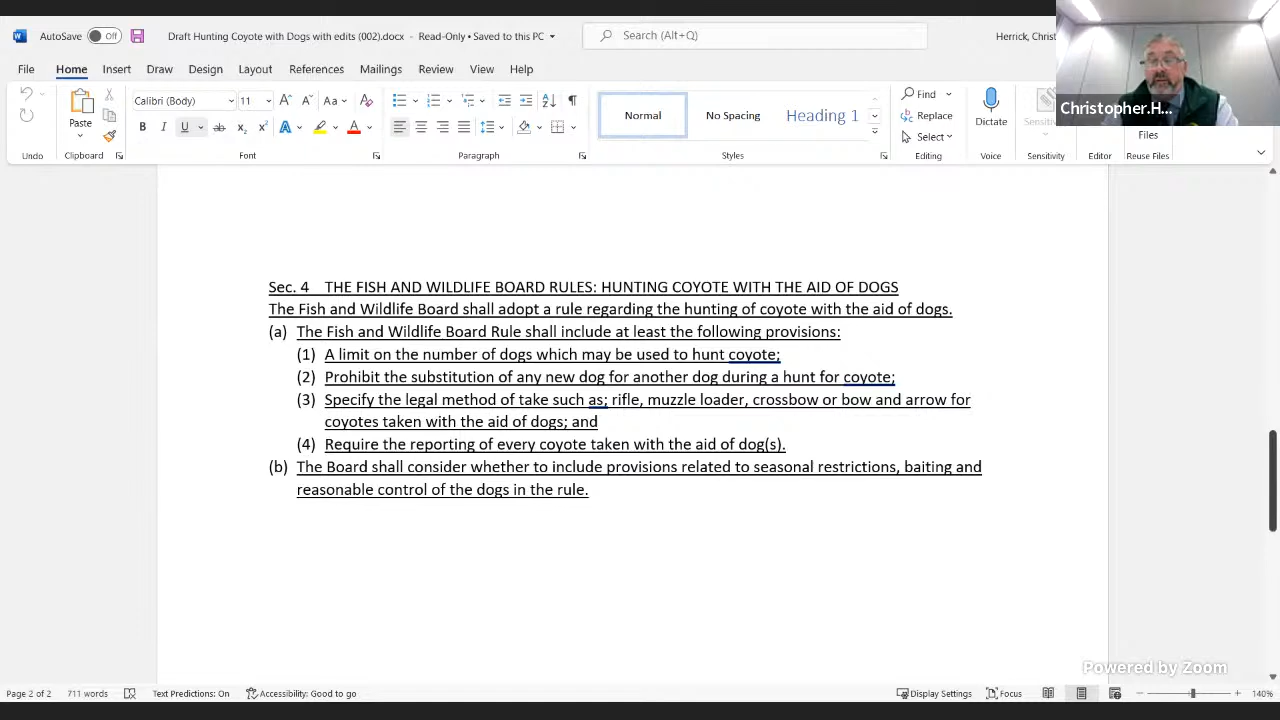 AutoSave Off Draft Hunting Coyote with Dogs with edits (002).docx - Read-Only • Saved to this PC Search (Alt+Q) Herrick, Christ
File Home Insert Draw Design Layout References Mailings Review View Help
Christopher.H...
Calibri (Body) 11 Aa
Paste
Normal No Spacing Heading 1
Find
Replace
Select
Dictate
Sensitivity
Files
B I U ab x₂ x² A A
Undo Clipboard Font Paragraph Styles Editing Voice Sensitivity Editor Reuse Files
Sec. 4 THE FISH AND WILDLIFE BOARD RULES: HUNTING COYOTE WITH THE AID OF DOGS
The Fish and Wildlife Board shall adopt a rule regarding the hunting of coyote with the aid of dogs.
(a) The Fish and Wildlife Board Rule shall include at least the following provisions:
(1) A limit on the number of dogs which may be used to hunt coyote;
(2) Prohibit the substitution of any new dog for another dog during a hunt for coyote;
(3) Specify the legal method of take such as; rifle, muzzle loader, crossbow or bow and arrow for
coyotes taken with the aid of dogs; and
(4) Require the reporting of every coyote taken with the aid of dog(s).
(b) The Board shall consider whether to include provisions related to seasonal restrictions, baiting and
reasonable control of the dogs in the rule.
Powered by Zoom
Page 2 of 2 711 words Text Predictions: On Accessibility: Good to go Display Settings Focus 140%